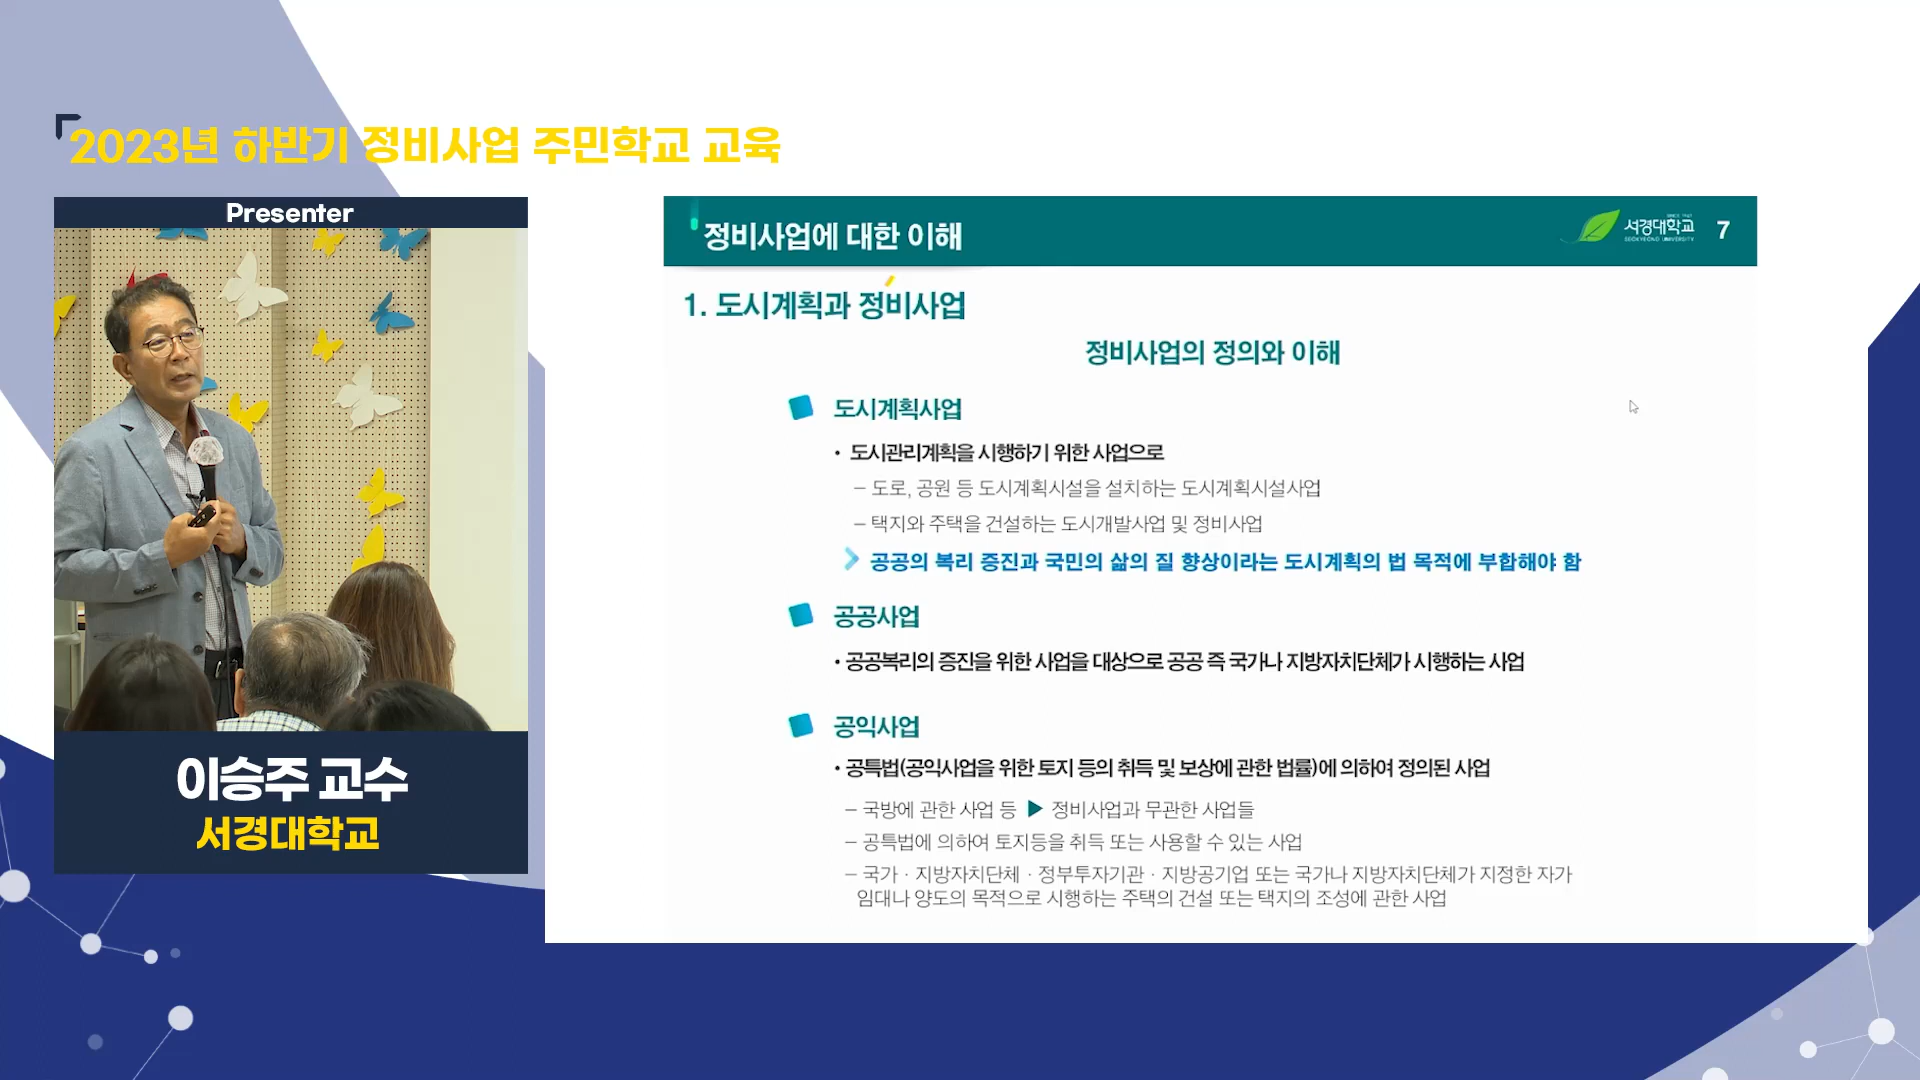 2023년 하반기 정비사업 주민학교 교육
Presenter
이승주 교수
서경대학교
정비사업에 대한 이해
SINCE 1947
서경대학교
SEOKYEONG UNIVERSITY
7
1. 도시계획과 정비사업
정비사업의 정의와 이해
도시계획사업
• 도시관리계획을 시행하기 위한 사업으로
– 도로, 공원 등 도시계획시설을 설치하는 도시계획시설사업
– 택지와 주택을 건설하는 도시개발사업 및 정비사업
공공의 복리 증진과 국민의 삶의 질 향상이라는 도시계획의 법 목적에 부합해야 함
공공사업
• 공공복리의 증진을 위한 사업을 대상으로 공공 즉 국가나 지방자치단체가 시행하는 사업
공익사업
• 공특법(공익사업을 위한 토지 등의 취득 및 보상에 관한 법률)에 의하여 정의된 사업
– 국방에 관한 사업 등 ▶ 정비사업과 무관한 사업들
– 공특법에 의하여 토지등을 취득 또는 사용할 수 있는 사업
– 국가 · 지방자치단체 · 정부투자기관 · 지방공기업 또는 국가나 지방자치단체가 지정한 자가
임대나 양도의 목적으로 시행하는 주택의 건설 또는 택지의 조성에 관한 사업